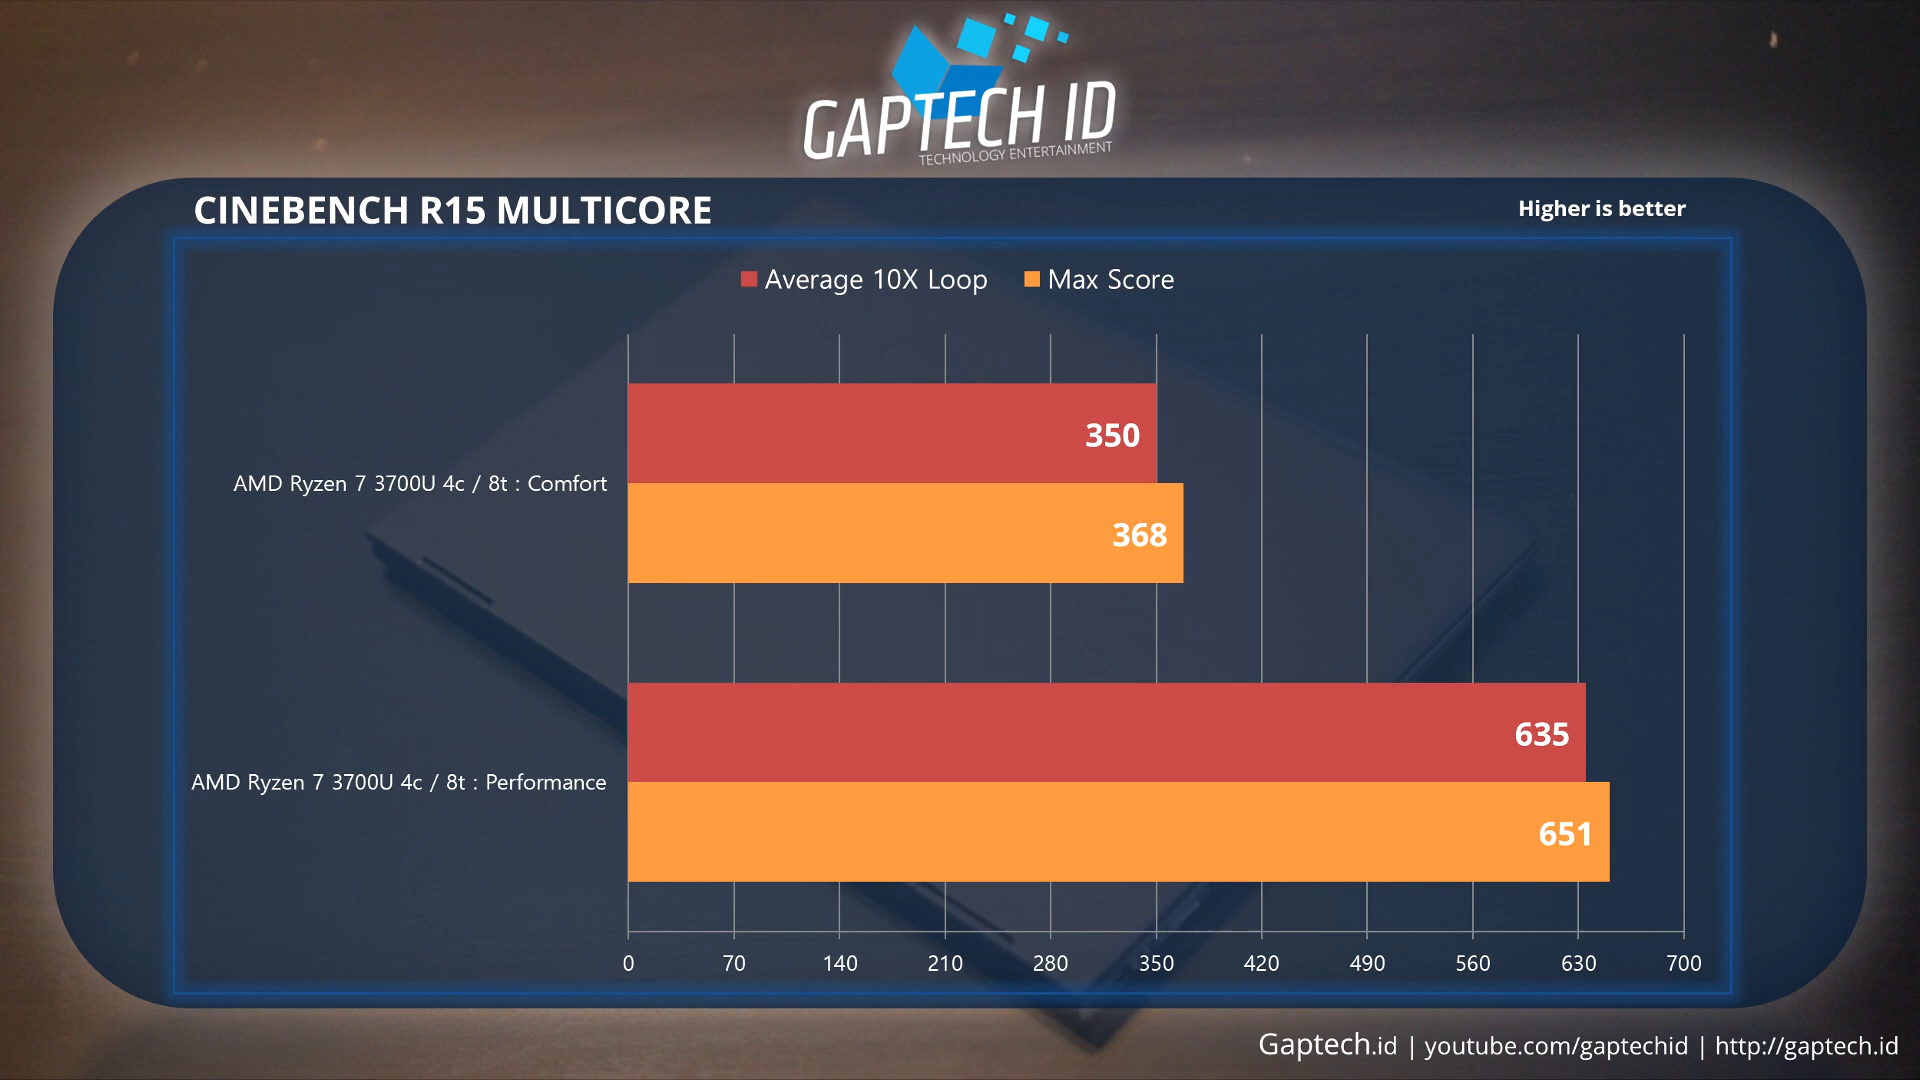 GAPTECH ID
TECHNOLOGY ENTERTAINMENT
CINEBENCH R15 MULTICORE
Higher is better
Average 10X Loop
Max Score
350
AMD Ryzen 7 3700U 4c / 8t : Comfort
368
635
AMD Ryzen 7 3700U 4c / 8t : Performance
651
0 70 140 210 280 350 420 490 560 630 700
Gaptech.id | youtube.com/gaptechid | http://gaptech.id